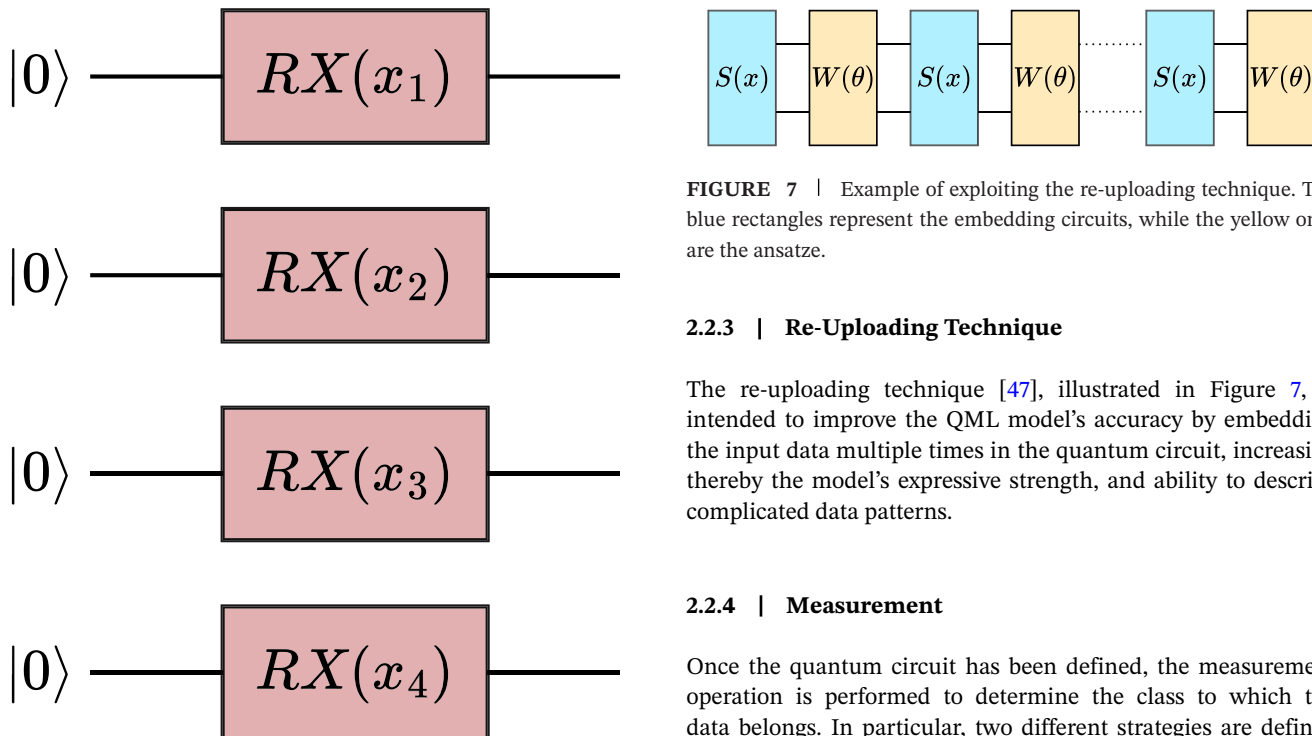 |0⟩ RX(x₁)
|0⟩ RX(x₂)
|0⟩ RX(x₃)
|0⟩ RX(x₄)
S(x) W(θ) S(x) W(θ) S(x) W(θ)
FIGURE 7 | Example of exploiting the re-uploading technique.
blue rectangles represent the embedding circuits, while the yellow
are the ansatze.
2.2.3 | Re-Uploading Technique
The re-uploading technique [47], illustrated in Figure 7,
intended to improve the QML model’s accuracy by
the input data multiple times in the quantum circuit,
thereby the model’s expressive strength, and ability to
complicated data patterns.
2.2.4 | Measurement
Once the quantum circuit has been defined, the
operation is performed to determine the class to which
data belongs. In particular, two different strategies are